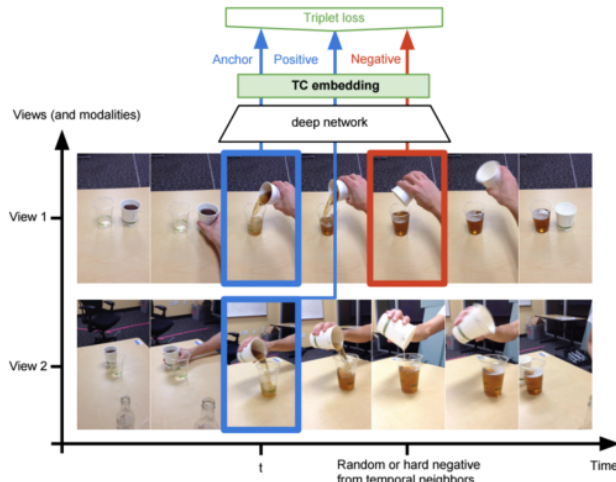 Triplet loss
Anchor Positive Negative
TC embedding
deep network
Views (and modalities)
View 1
View 2
t
Random or hard negative
from temporal neighbors
Time